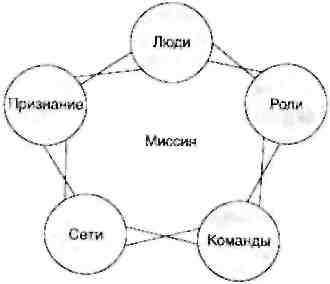 Люди
Признание
Роли
Миссия
Сети
Команды